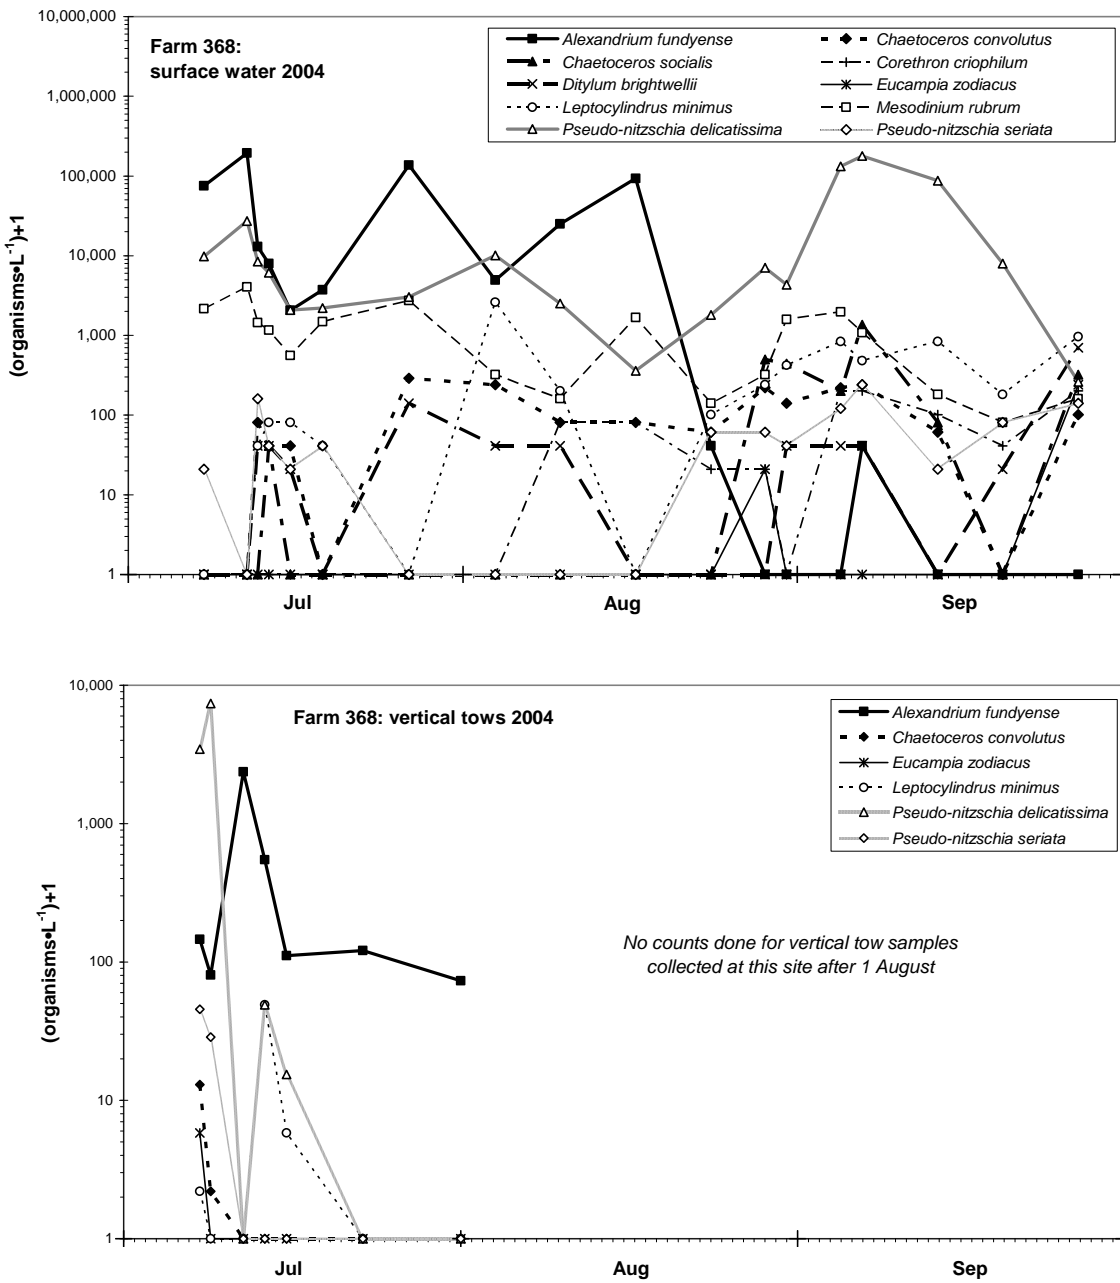 10,000,000
1,000,000
100,000
10,000
1,000
100
10
1
(organisms•L⁻¹)+1
Farm 368:
surface water 2004
Alexandrium fundyense
Chaetoceros convolutus
Chaetoceros socialis
Corethron criophilum
Ditylum brightwellii
Eucampia zodiacus
Leptocylindrus minimus
Mesodinium rubrum
Pseudo-nitzschia delicatissima
Pseudo-nitzschia seriata
Jul
Aug
Sep
10,000
1,000
100
10
1
(organisms•L⁻¹)+1
Farm 368: vertical tows 2004
Alexandrium fundyense
Chaetoceros convolutus
Eucampia zodiacus
Leptocylindrus minimus
Pseudo-nitzschia delicatissima
Pseudo-nitzschia seriata
No counts done for vertical tow samples
collected at this site after 1 August
Jul
Aug
Sep